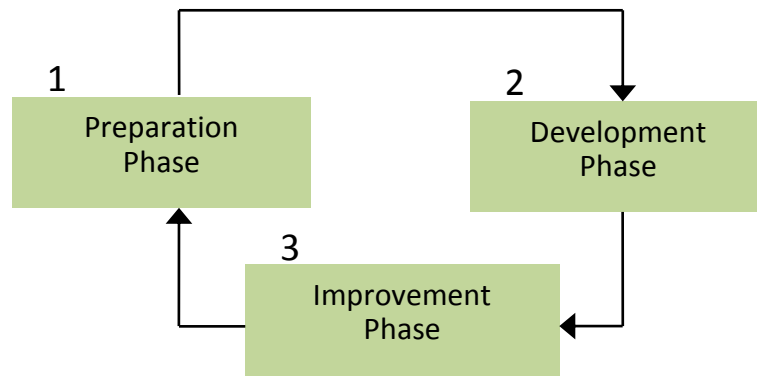 1
Preparation
Phase
2
Development
Phase
3
Improvement
Phase